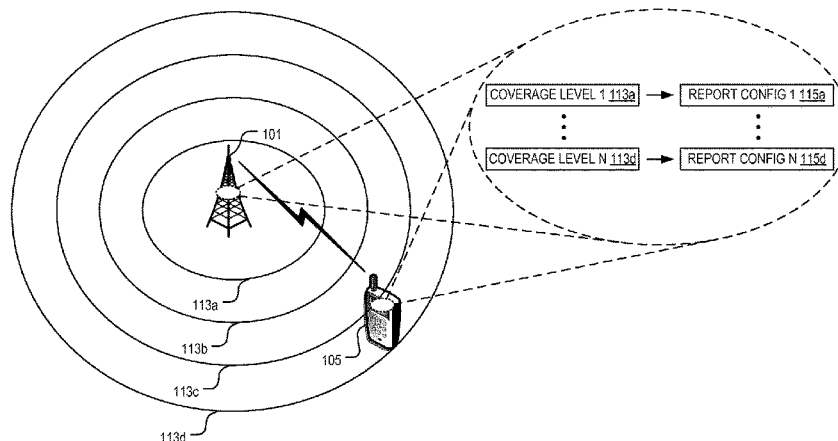 101
COVERAGE LEVEL 1 113a
REPORT CONFIG 1 115a
COVERAGE LEVEL N 113d
REPORT CONFIG N 115d
113a
113b
105
113c
113d